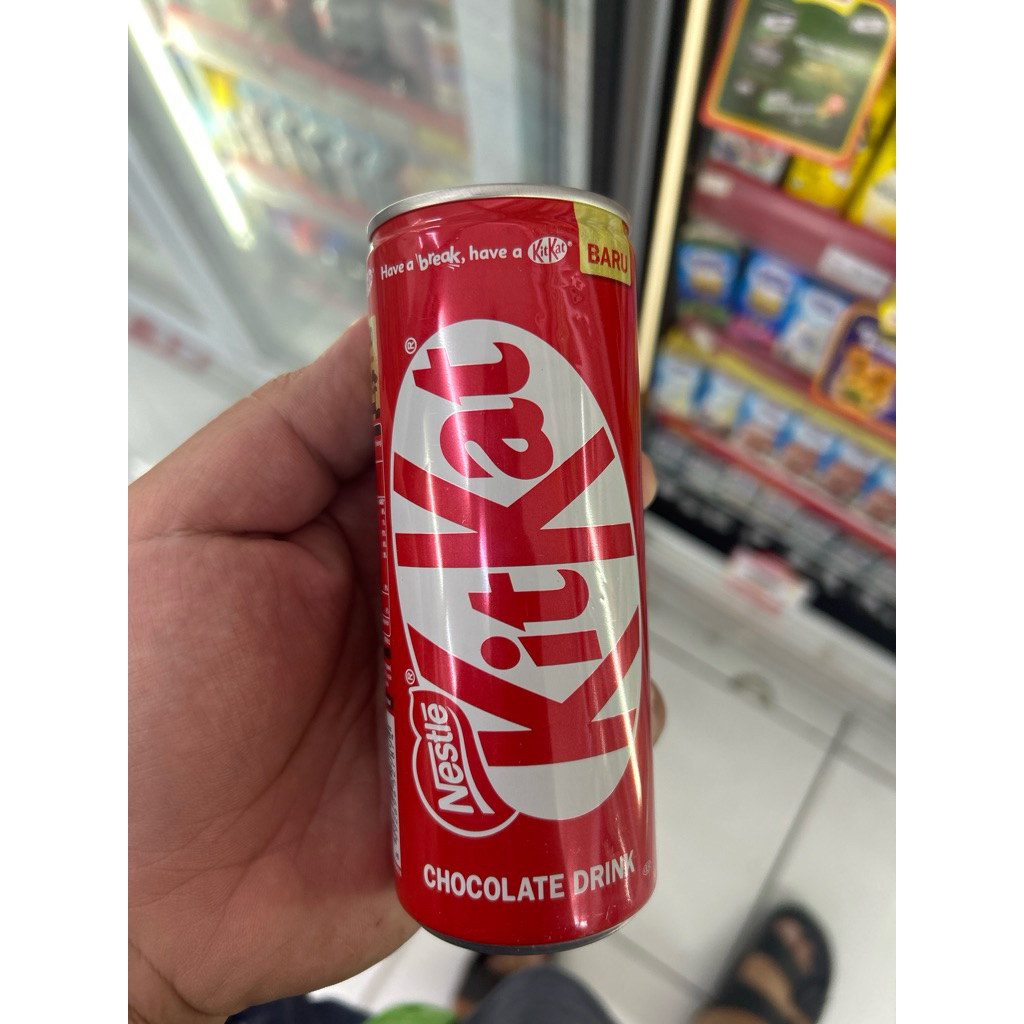 Have a break, have a KitKat®
BARU
KitKat®
Nestlé®
CHOCOLATE DRINK